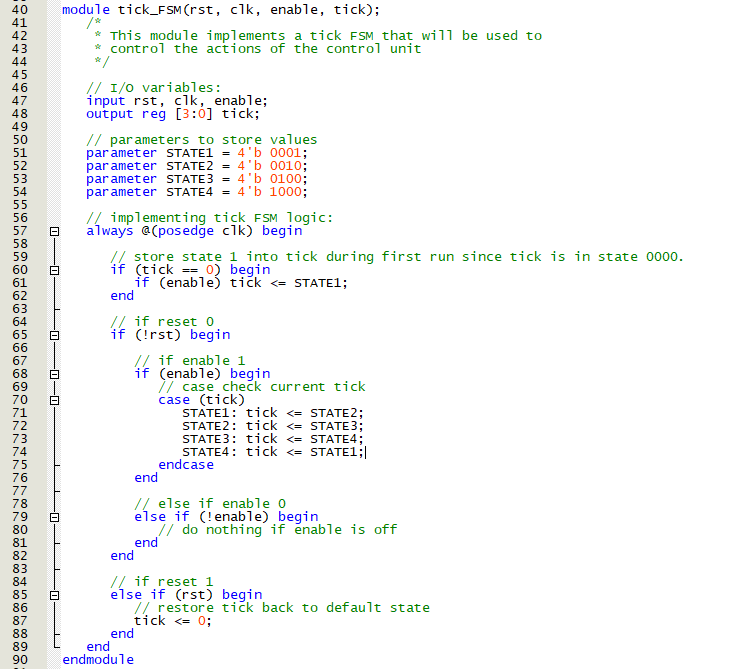 40 module tick_FSM(rst, clk, enable, tick);
41 /*
42 * This module implements a tick FSM that will be used to
43 * control the actions of the control unit
44 */
45
46 // I/O variables:
47 input rst, clk, enable;
48 output reg [3:0] tick;
49
50 // parameters to store values
51 parameter STATE1 = 4'b 0001;
52 parameter STATE2 = 4'b 0010;
53 parameter STATE3 = 4'b 0100;
54 parameter STATE4 = 4'b 1000;
55
56 // implementing tick FSM logic:
57 always @(posedge clk) begin
58
59 // store state 1 into tick during first run since tick is in state 0000.
60 if (tick == 0) begin
61 if (enable) tick <= STATE1;
62 end
63
64 // if reset 0
65 if (!rst) begin
66
67 // if enable 1
68 if (enable) begin
69 // case check current tick
70 case (tick)
71 STATE1: tick <= STATE2;
72 STATE2: tick <= STATE3;
73 STATE3: tick <= STATE4;
74 STATE4: tick <= STATE1;
75 endcase
76 end
77
78 // else if enable 0
79 else if (!enable) begin
80 // do nothing if enable is off
81 end
82 end
83
84 // if reset 1
85 else if (rst) begin
86 // restore tick back to default state
87 tick <= 0;
88 end
89 end
90 endmodule